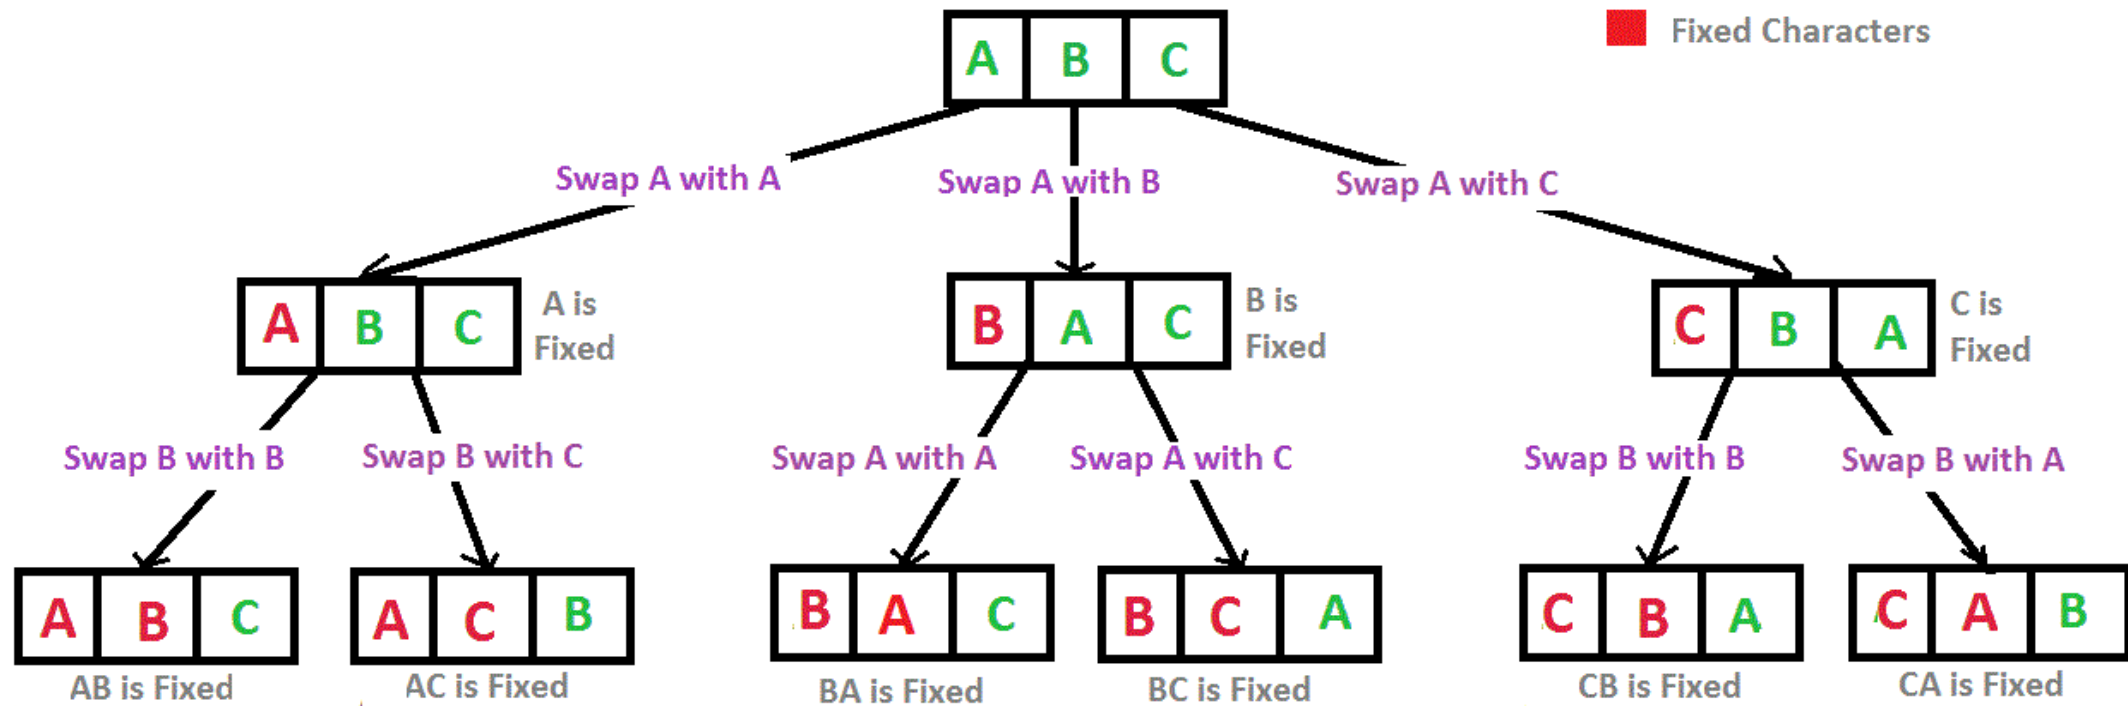 A B C
Fixed Characters
Swap A with A
Swap A with B
Swap A with C
A B C
A is
Fixed
B A C
B is
Fixed
C B A
C is
Fixed
Swap B with B
Swap B with C
Swap A with A
Swap A with C
Swap B with B
Swap B with A
A B C
A C B
B A C
B C A
C B A
C A B
AB is Fixed
AC is Fixed
BA is Fixed
BC is Fixed
CB is Fixed
CA is Fixed